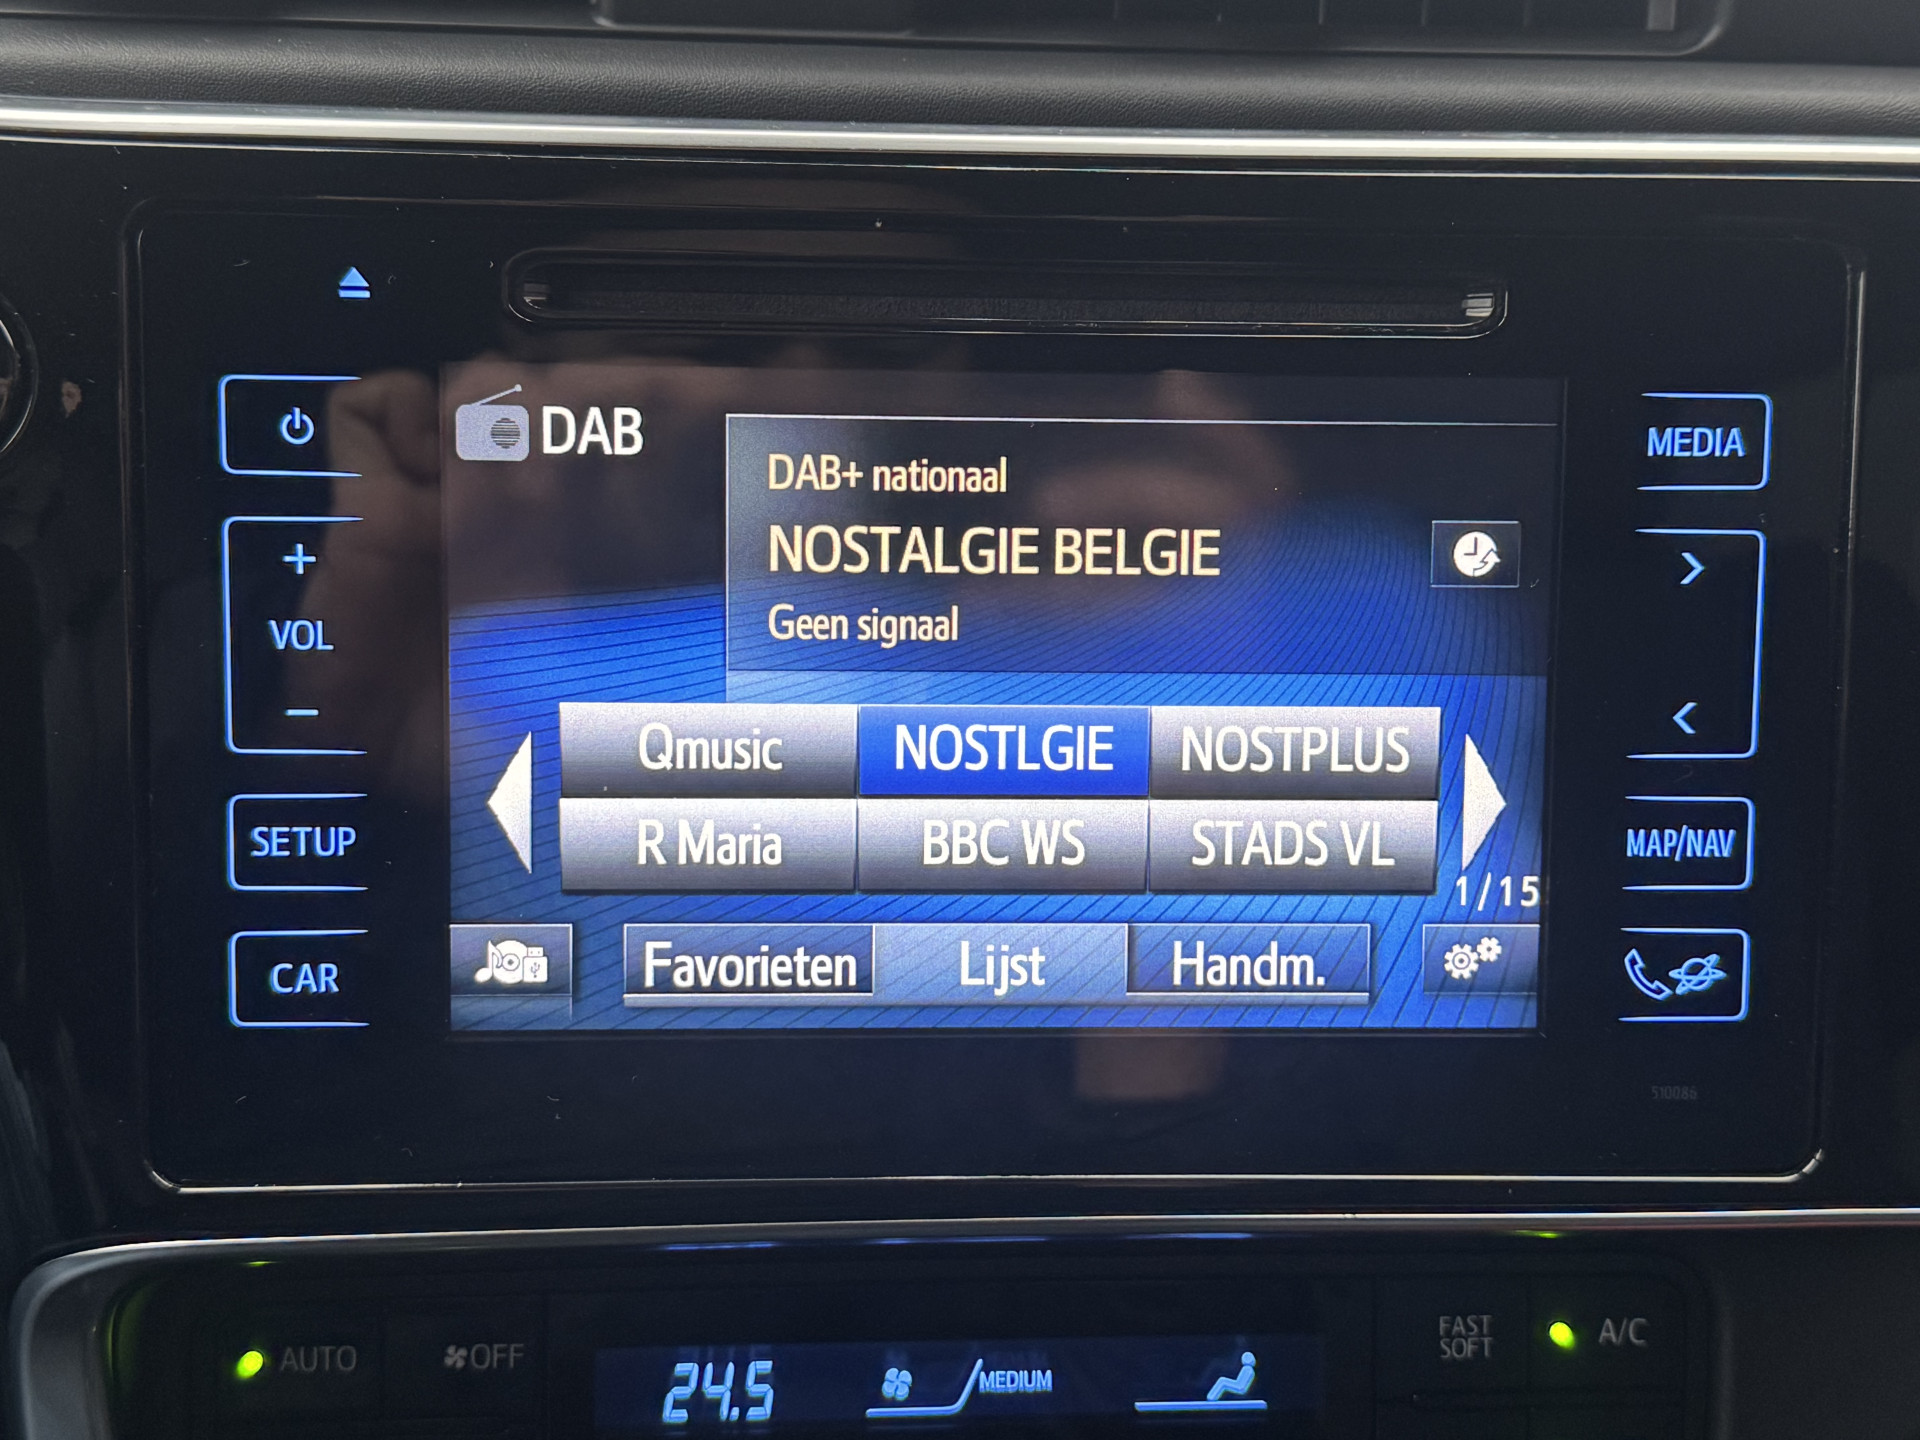 DAB
DAB+ nationaal
NOSTALGIE BELGIE
Geen signaal
MEDIA
+
VOL
−
>
<
Qmusic NOSTLGIE NOSTPLUS
R Maria BBC WS STADS VL
1/15
SETUP
MAP/NAV
CAR
Favorieten Lijst Handm.
510086
AUTO OFF
FAST
SOFT
A/C
24.5 MEDIUM